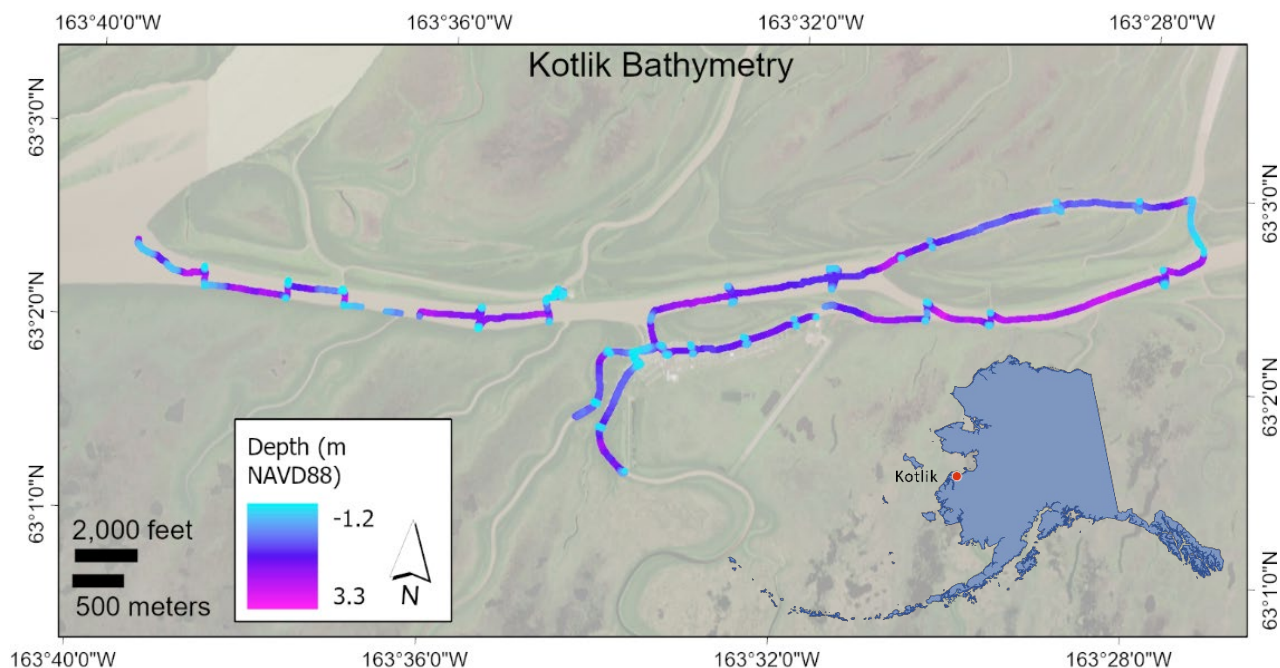 163°40'0"W 163°36'0"W 163°32'0"W 163°28'0"W
Kotlik Bathymetry
63°3'0"N
63°3'0"N
63°2'0"N
63°2'0"N
Depth (m
NAVD88)
-1.2
3.3
N
Kotlik
63°1'0"N
2,000 feet
500 meters
63°1'0"N
163°40'0"W 163°36'0"W 163°32'0"W 163°28'0"W